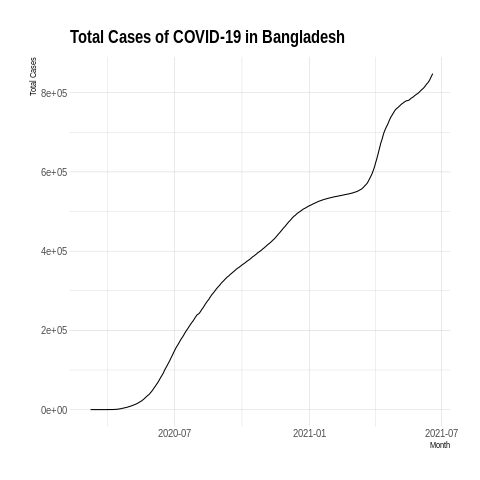 Total Cases of COVID-19 in Bangladesh
Total Cases
8e+05
6e+05
4e+05
2e+05
0e+00
2020-07
2021-01
2021-07
Month